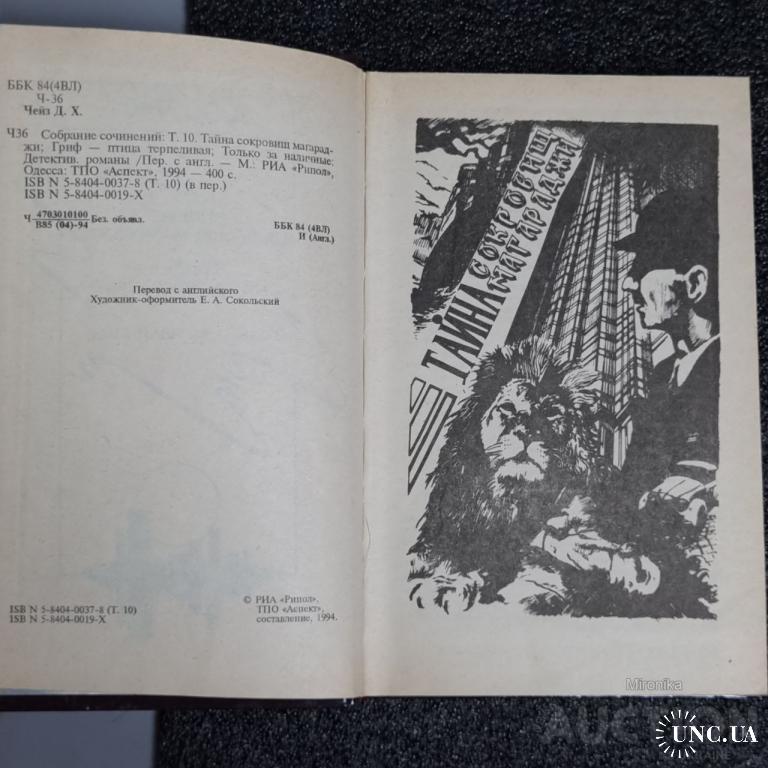 ББК 84(4ВЛ)
Ч-36
Чейз Д. Х.
Ч36 Собрание сочинений: Т. 10. Тайна сокровищ магарад-
жи; Гриф — птица терпеливая; Только за наличные:
Детектив. романы /Пер. с англ. — М.: РИА «Рипол»,
Одесса: ТПО «Аспект», 1994 — 400 с.
ISB N 5-8404-0037-8 (Т. 10) (в пер.)
ISB N 5-8404-0019-X
Ч 4703010100 Без. объявл.
В85 (04)-94
ББК 84 (4ВЛ)
И (Англ.)
Перевод с английского
Художник-оформитель Е. А. Сокольский
ISB N 5-8404-0037-8 (Т. 10)
ISB N 5-8404-0019-X
© РИА «Рипол».
ТПО «Аспект»,
составление, 1994.
ТАЙНА
СОКРОВИЩ
МАГАРАДЖИ
Mironika
UNC.UA